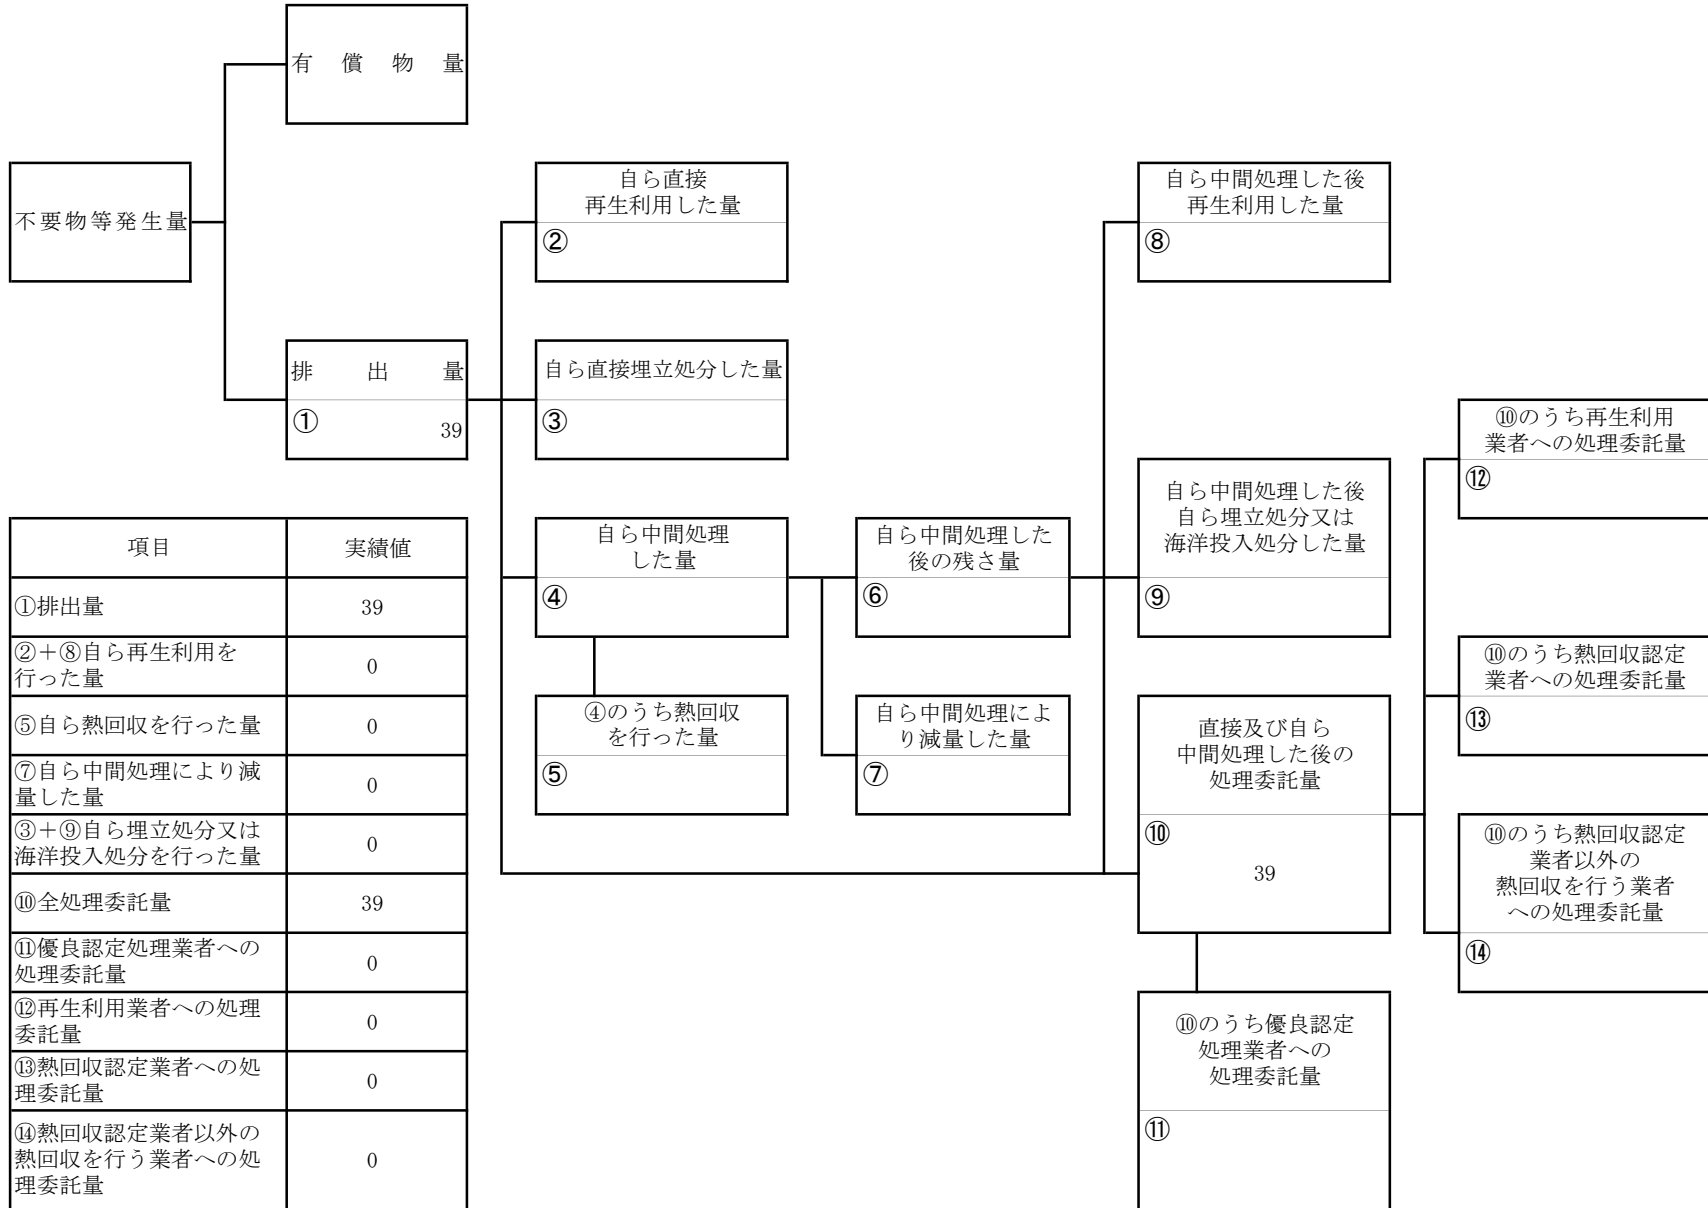 有償物量
不要物等発生量
排出量
①
39
自ら直接
再生利用した量
②
自ら直接埋立処分した量
③
自ら中間処理
した量
④
④のうち熱回収
を行った量
⑤
自ら中間処理した
後の残さ量
⑥
自ら中間処理によ
り減量した量
⑦
自ら中間処理した後
再生利用した量
⑧
自ら中間処理した後
自ら埋立処分又は
海洋投入処分した量
⑨
直接及び自ら
中間処理した後の
処理委託量
⑩
39
⑩のうち優良認定
処理業者への
処理委託量
⑪
⑩のうち再生利用
業者への処理委託量
⑫
⑩のうち熱回収認定
業者への処理委託量
⑬
⑩のうち熱回収認定
業者以外の
熱回収を行う業者
への処理委託量
⑭
項目 実績値
①排出量 39
②+⑧自ら再生利用を
行った量 0
⑤自ら熱回収を行った量 0
⑦自ら中間処理により減
量した量 0
③+⑨自ら埋立処分又は
海洋投入処分を行った量 0
⑩全処理委託量 39
⑪優良認定処理業者への
処理委託量 0
⑫再生利用業者への処理
委託量 0
⑬熱回収認定業者への処
理委託量 0
⑭熱回収認定業者以外の
熱回収を行う業者への処 0
理委託量